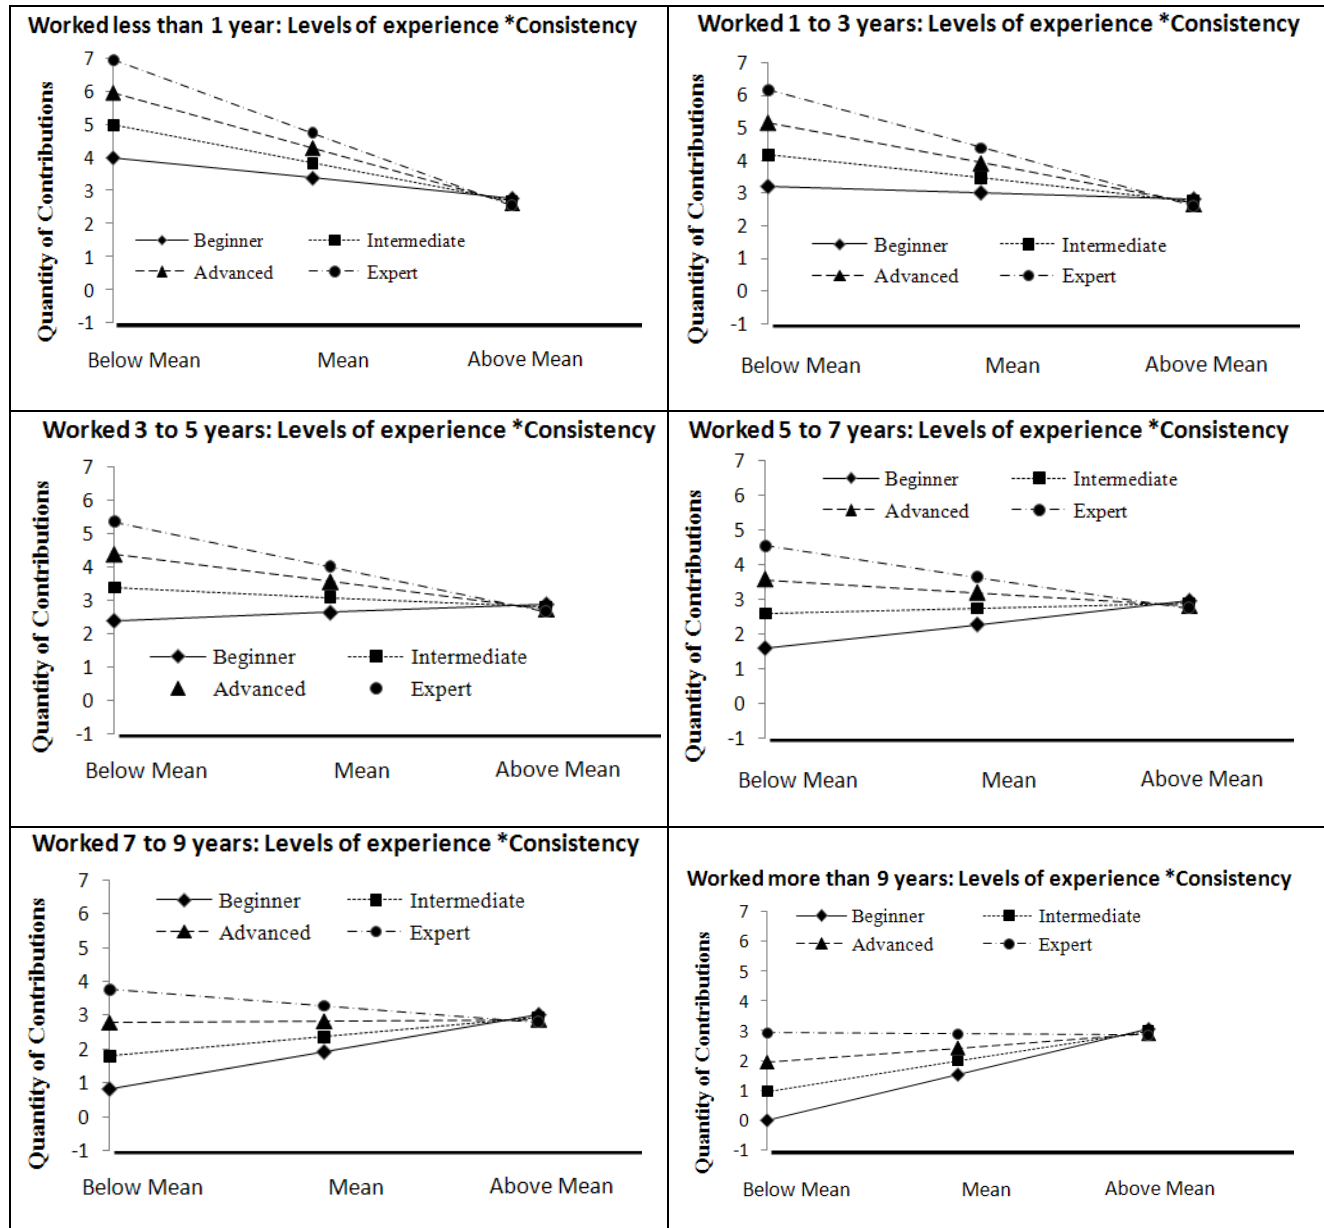 Worked less than 1 year: Levels of experience *Consistency
Quantity of Contributions
7
6
5
4
3
2
1
0
-1
Beginner Intermediate
Advanced Expert
Below Mean Mean Above Mean
Worked 1 to 3 years: Levels of experience *Consistency
Quantity of Contributions
7
6
5
4
3
2
1
0
-1
Beginner Intermediate
Advanced Expert
Below Mean Mean Above Mean
Worked 3 to 5 years: Levels of experience *Consistency
Quantity of Contributions
7
6
5
4
3
2
1
0
-1
Beginner Intermediate
Advanced Expert
Below Mean Mean Above Mean
Worked 5 to 7 years: Levels of experience *Consistency
Quantity of Contributions
7
6
5
4
3
2
1
0
-1
Beginner Intermediate
Advanced Expert
Below Mean Mean Above Mean
Worked 7 to 9 years: Levels of experience *Consistency
Quantity of Contributions
7
6
5
4
3
2
1
0
-1
Beginner Intermediate
Advanced Expert
Below Mean Mean Above Mean
Worked more than 9 years: Levels of experience *Consistency
Quantity of Contributions
7
6
5
4
3
2
1
0
-1
Beginner Intermediate
Advanced Expert
Below Mean Mean Above Mean